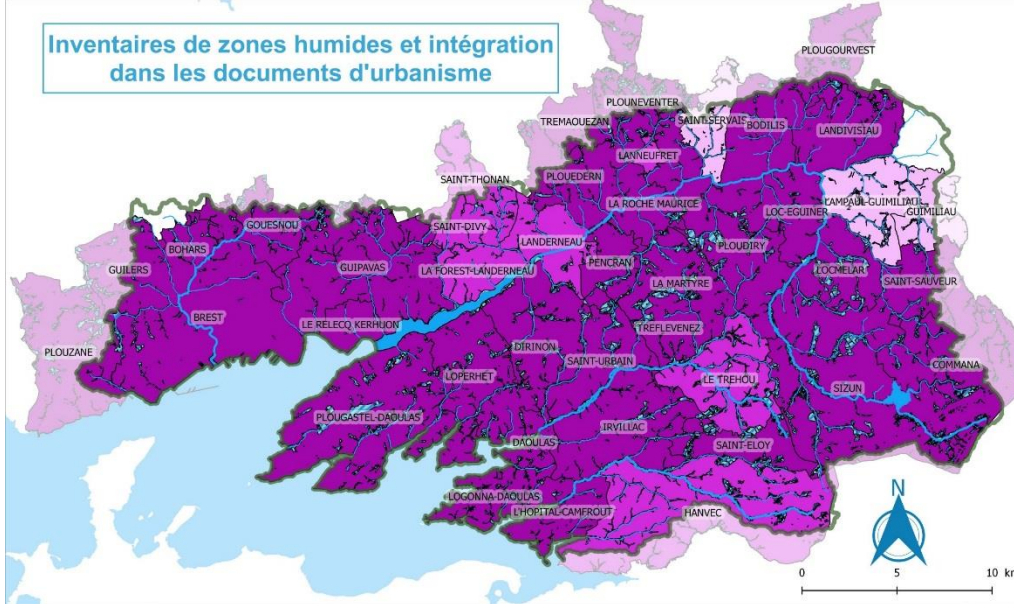 Inventaires de zones humides et intégration
dans les documents d'urbanisme
PLOUGOURVEST
PLOUNEVENTER
TREMAOUEZAN
SAINT-SERVAIS
BODILIS
LANDIVISIAU
LANNEUFRET
SAINT-THONAN
PLOUEDERN
LA ROCHE MAURICE
LAMPAUL-GUIMILIAU
LOC-EGUINER
GUIMILIAU
GOUESNOU
SAINT-DIVY
BOHARS
LANDERNEAU
PLOUDIRY
GUILERS
GUIPAVAS
LA FOREST-LANDERNEAU
PENCRAN
LOCMELAR
LA MARTYRE
SAINT-SAUVEUR
BREST
LE RELECQ KERHUON
TREFLEVENEZ
PLOUZANE
DIRINON
SAINT-URBAIN
COMMANA
LOPERHET
LE TREHOU
SIZUN
PLOUGASTEL-DAOULAS
IRVILLAC
DAOULAS
SAINT-ELOY
LOGONNA-DAOULAS
L'HOPITAL-CAMFROUT
HANVEC
N
0 5 10 km